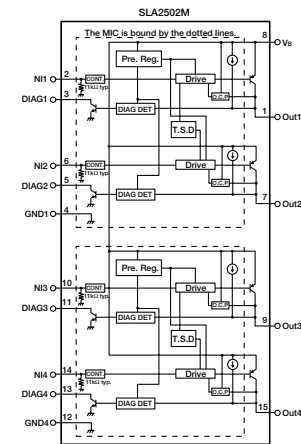 SLA2502M
The MIC is bound by the dotted lines.
8 VB
Pre. Reg.
NI1 2 CONT. Drive
11kΩ typ.
DIAG1 3 O.C.P
DIAG DET 1 Out1
T.S.D
NI2 6 CONT. Drive
11kΩ typ.
DIAG2 5 O.C.P
DIAG DET 7 Out2
GND1 4
Pre. Reg.
NI3 10 CONT. Drive
11kΩ typ.
DIAG3 11 O.C.P
DIAG DET 9 Out3
T.S.D
NI4 14 CONT. Drive
11kΩ typ.
DIAG4 13 O.C.P
DIAG DET 15 Out4
GND4 12